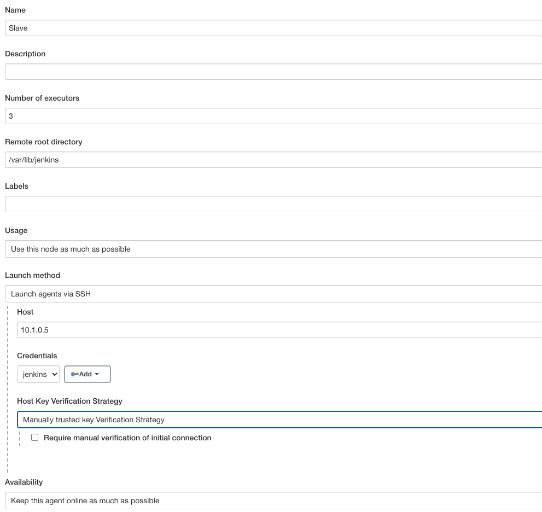 Name
Slave
Description
Number of executors
3
Remote root directory
/var/lib/jenkins
Labels
Usage
Use this node as much as possible
Launch method
Launch agents via SSH
Host
10.1.0.5
Credentials
jenkins Add
Host Key Verification Strategy
Manually trusted key Verification Strategy
Require manual verification of initial connection
Availability
Keep this agent online as much as possible